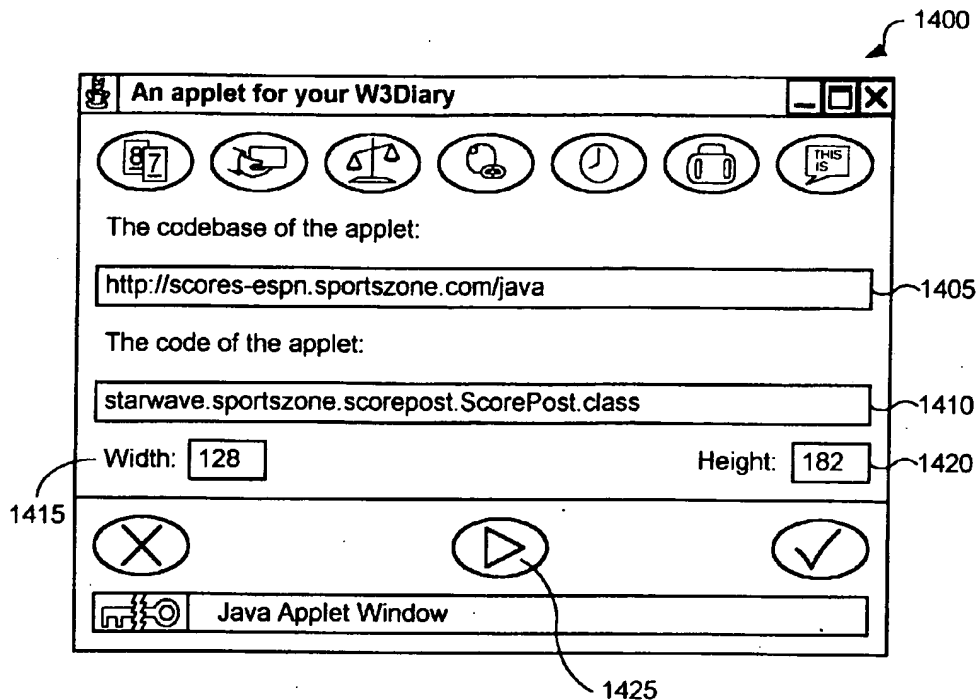 1400
An applet for your W3Diary
8 7
THIS IS
The codebase of the applet:
http://scores-espn.sportszone.com/java
1405
The code of the applet:
starwave.sportszone.scorepost.ScorePost.class
1410
Width: 128
Height: 182
1420
1415
Java Applet Window
1425